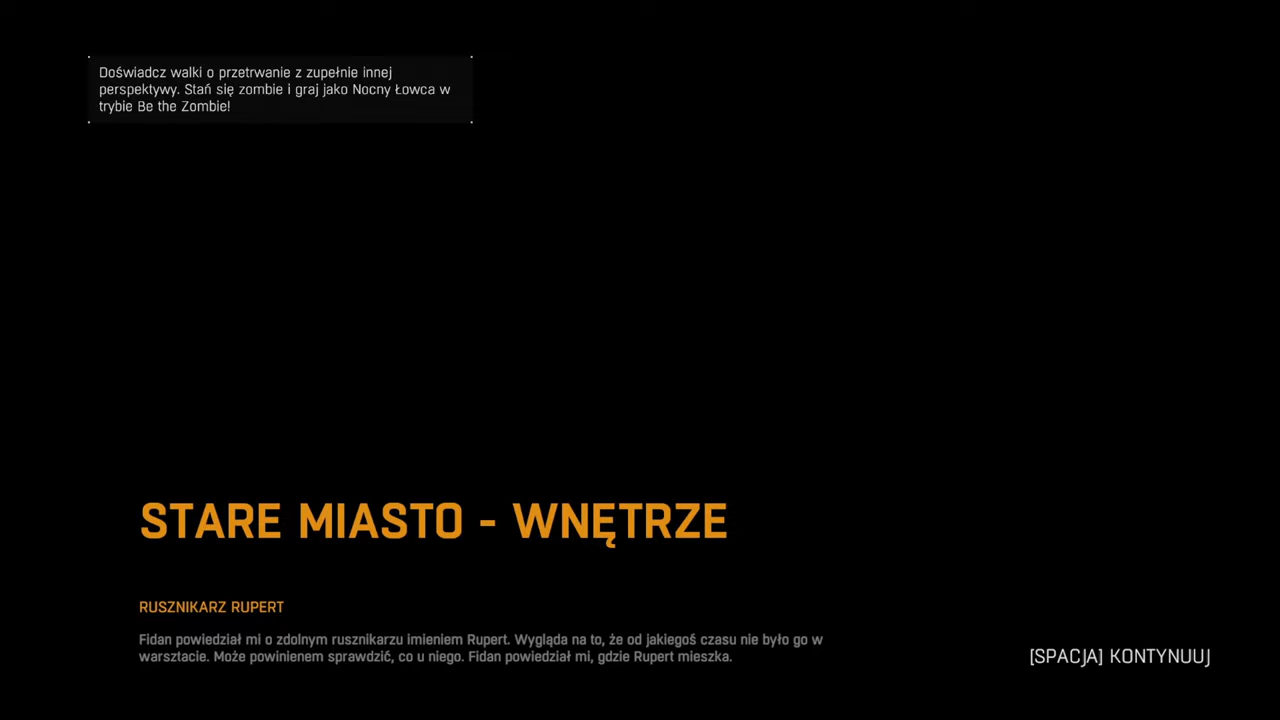 Doświadcz walki o przetrwanie z zupełnie innej
perspektywy. Stań się zombie i graj jako Nocny Łowca w
trybie Be the Zombie!
STARE MIASTO - WNĘTRZE
RUSZNIKARZ RUPERT
Fidan powiedział mi o zdolnym rusznikarzu imieniem Rupert. Wygląda na to, że od jakiegoś czasu nie było go w
warsztacie. Może powinienem sprawdzić, co u niego. Fidan powiedział mi, gdzie Rupert mieszka.
[SPACJA] KONTYNUUJ